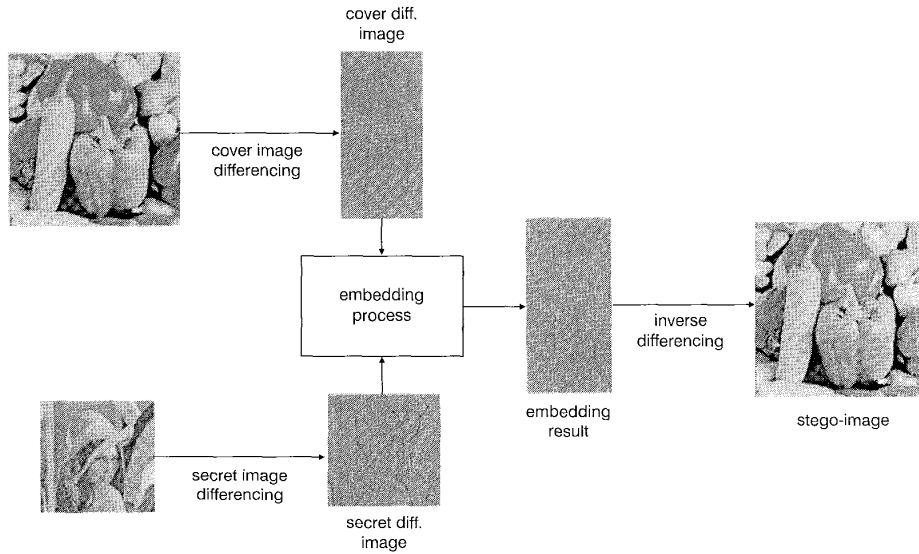 cover diff.
image
cover image
differencing
embedding
process
inverse
differencing
embedding
result
stego-image
secret image
differencing
secret diff.
image